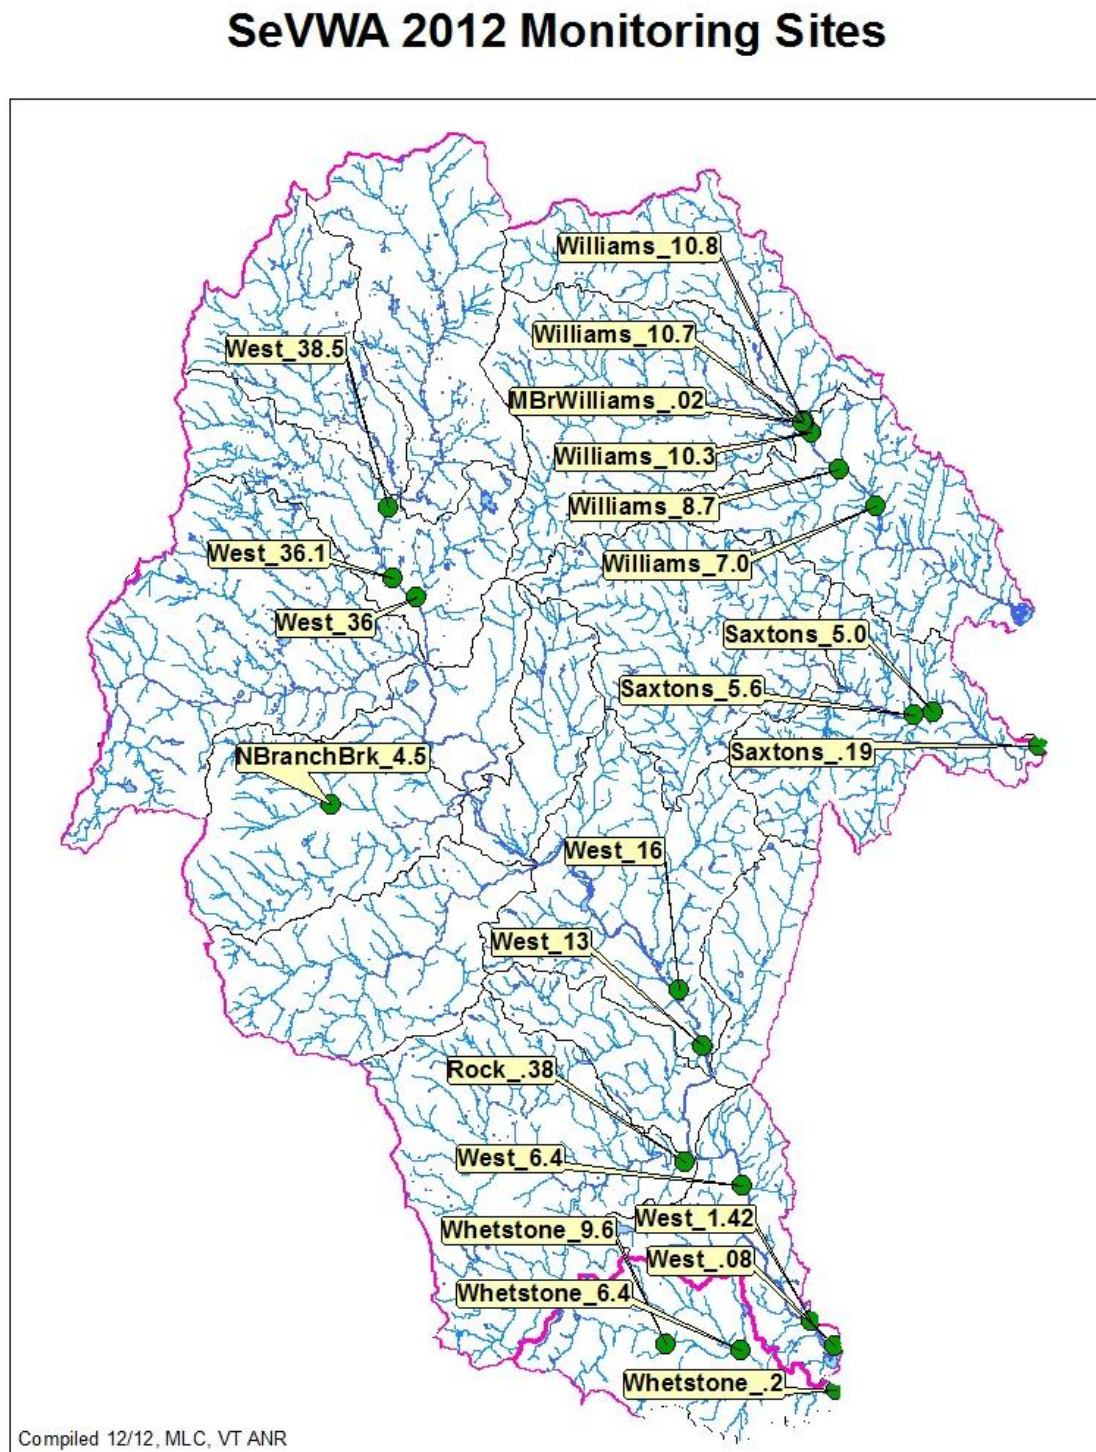 SeVWA 2012 Monitoring Sites
Williams_10.8
Williams_10.7
West_38.5
MBrWilliams_.02
Williams_10.3
Williams_8.7
West_36.1
Williams_7.0
West_36
Saxtons_5.0
Saxtons_5.6
Saxtons_.19
NBranchBrk_4.5
West_16
West_13
Rock_.38
West_6.4
West_1.42
Whetstone_9.6
West_.08
Whetstone_6.4
Whetstone_.2
Compiled 12/12, MLC, VT ANR